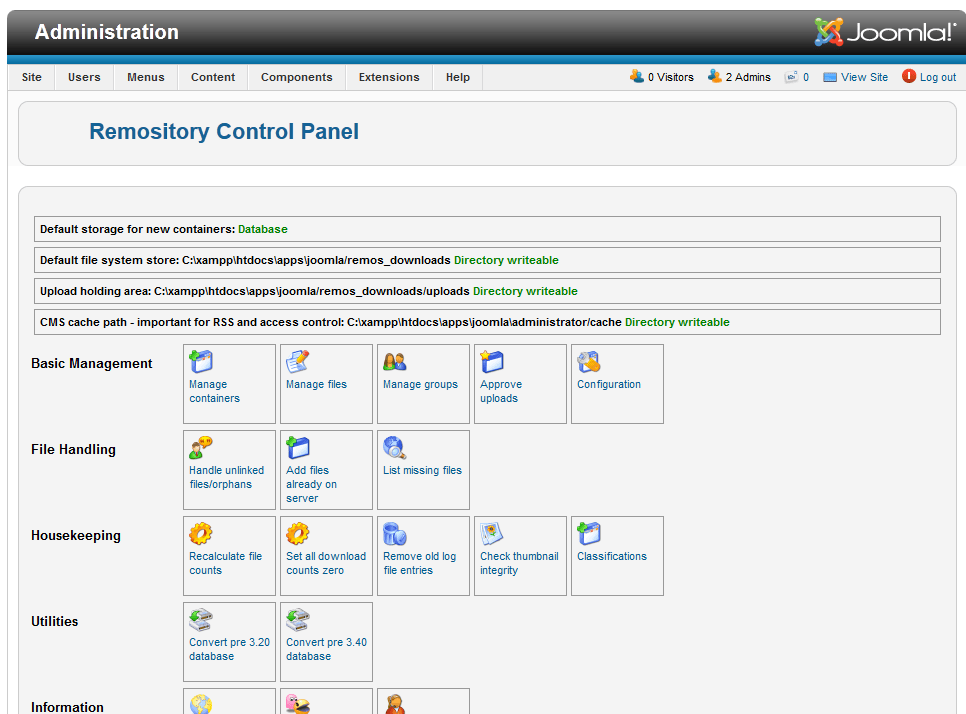 Administration
Joomla!
Site Users Menus Content Components Extensions Help 0 Visitors 2 Admins 0 View Site Log out
Remository Control Panel
Default storage for new containers: Database
Default file system store: C:\xampp\htdocs\apps\joomla/remos_downloads Directory writeable
Upload holding area: C:\xampp\htdocs\apps\joomla/remos_downloads/uploads Directory writeable
CMS cache path - important for RSS and access control: C:\xampp\htdocs\apps\joomla\administrator/cache Directory writeable
Basic Management
Manage
containers
Manage files
Manage groups
Approve
uploads
Configuration
File Handling
Handle unlinked
files/orphans
Add files
already on
server
List missing files
Housekeeping
Recalculate file
counts
Set all download
counts zero
Remove old log
file entries
Check thumbnail
integrity
Classifications
Utilities
Convert pre 3.20
database
Convert pre 3.40
database
Information